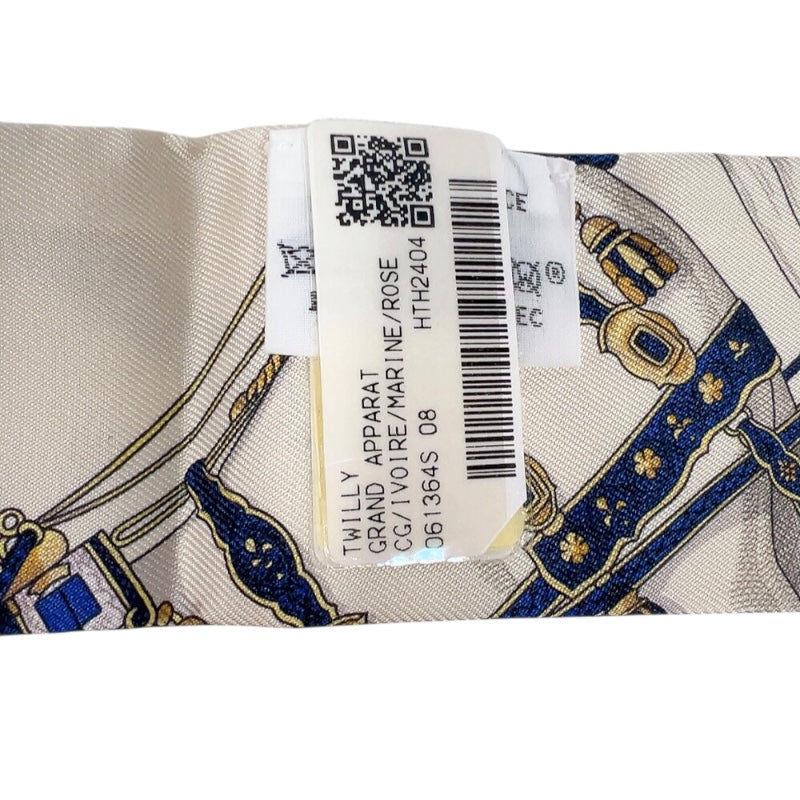 TWILLY
GRAND APPARAT
CG/IVOIRE/MARINE/ROSE
061364S 08 HTH2404